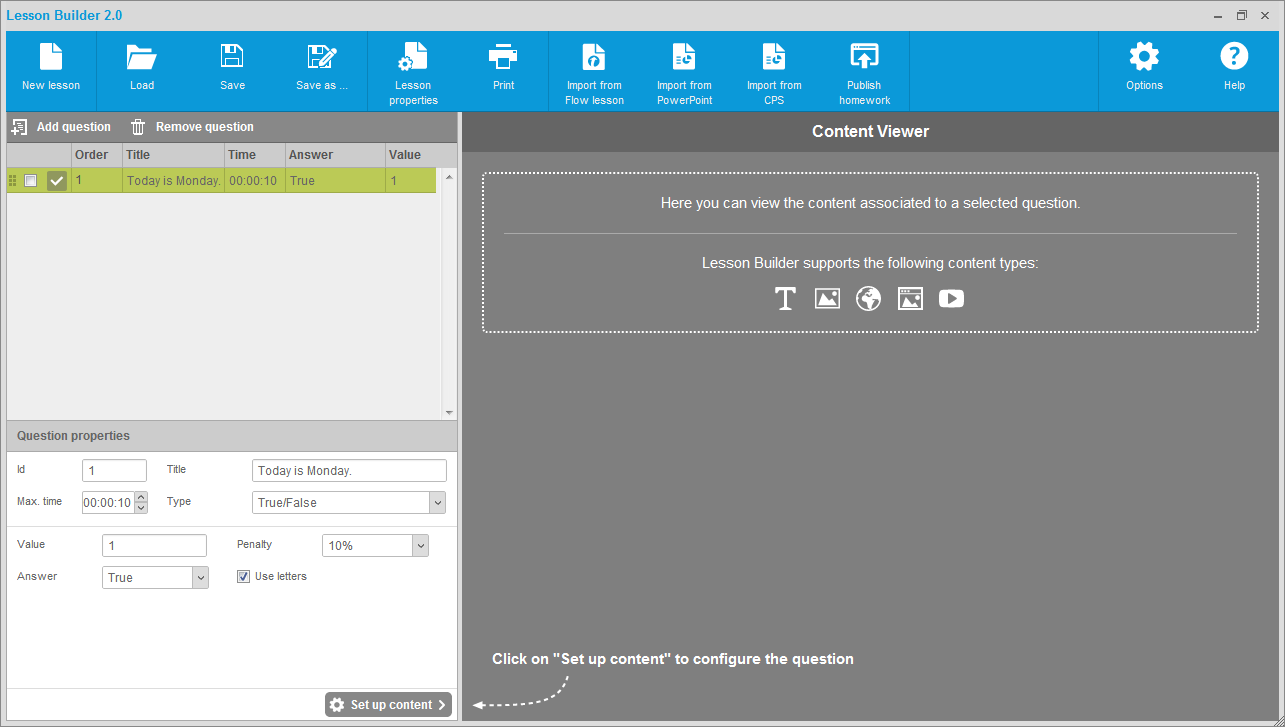 Lesson Builder 2.0
New lesson
Load
Save
Save as ...
Lesson
properties
Print
Import from
Flow lesson
Import from
PowerPoint
Import from
CPS
Publish
homework
Options
Help
Add question
Remove question
Order Title Time Answer Value
1 Today is Monday. 00:00:10 True 1
Question properties
Id 1 Title Today is Monday.
Max. time 00:00:10 Type True/False
Value 1 Penalty 10%
Answer True Use letters
Set up content
Content Viewer
Here you can view the content associated to a selected question.
Lesson Builder supports the following content types:
Click on "Set up content" to configure the question